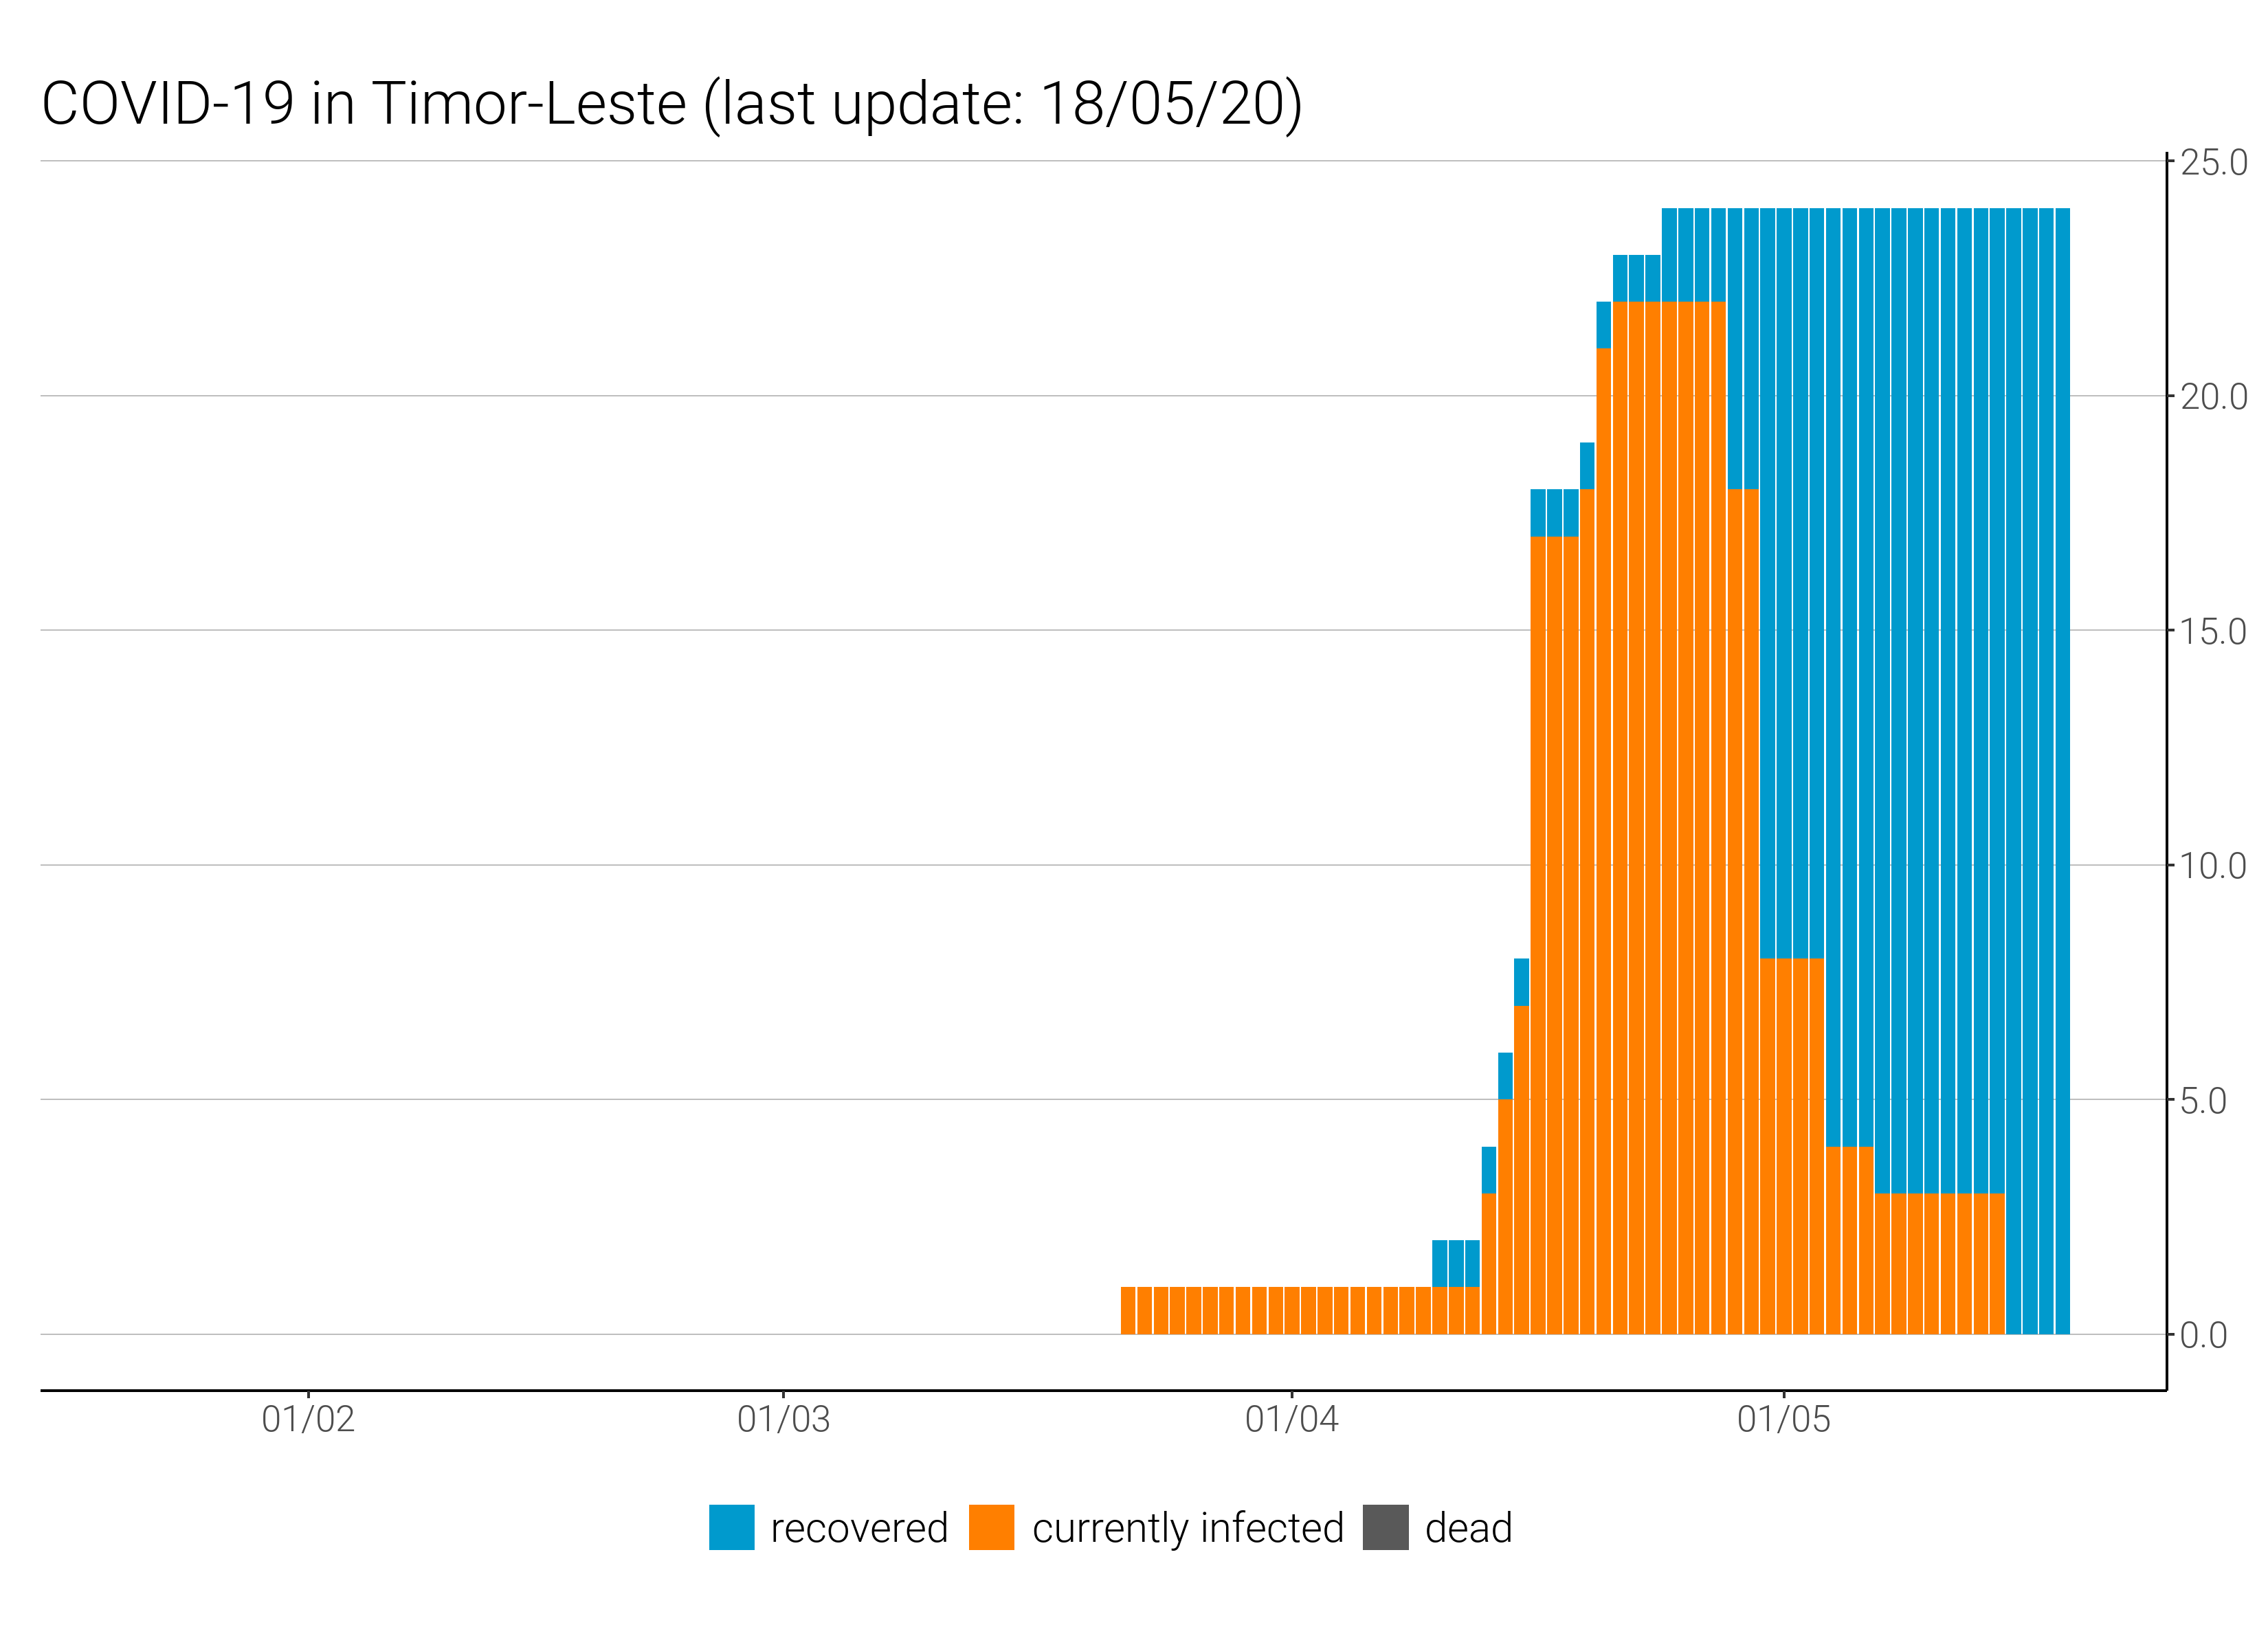 COVID-19 in Timor-Leste (last update: 18/05/20)
25.0
20.0
15.0
10.0
5.0
0.0
01/02 01/03 01/04 01/05
recovered currently infected dead